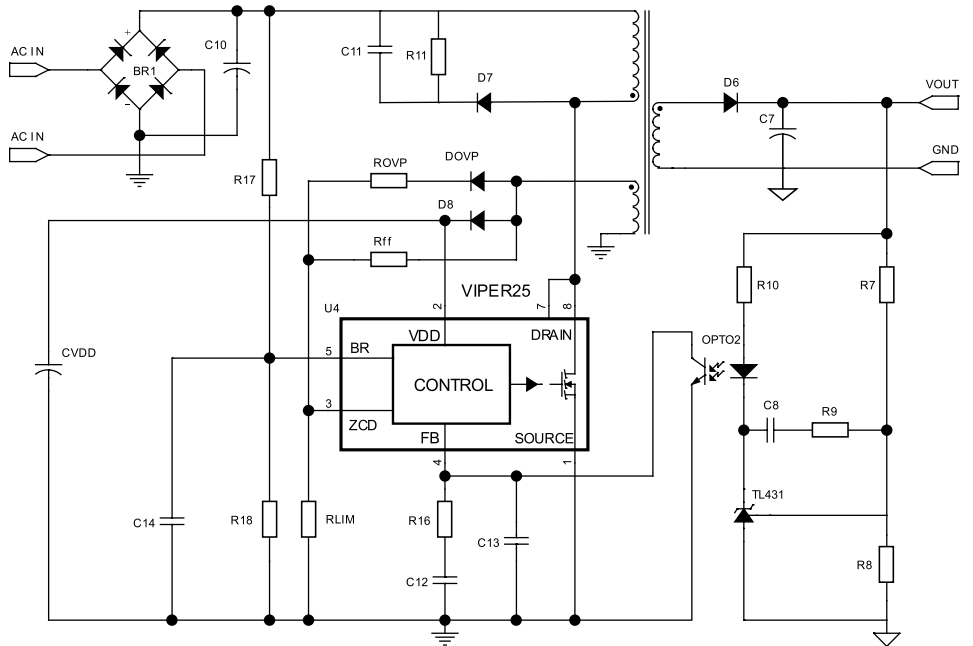 AC IN
BR1
+
-
AC IN
C10
C11
R11
D7
D6
VOUT
C7
GND
R17
ROVP
DOVP
D8
Rff
VIPER25
U4
2
7
8
R10
R7
CVDD
VDD
DRAIN
OPTO2
5
BR
CONTROL
3
ZCD
FB
SOURCE
4
1
C8
R9
TL431
C14
R18
RLIM
R16
C13
C12
R8